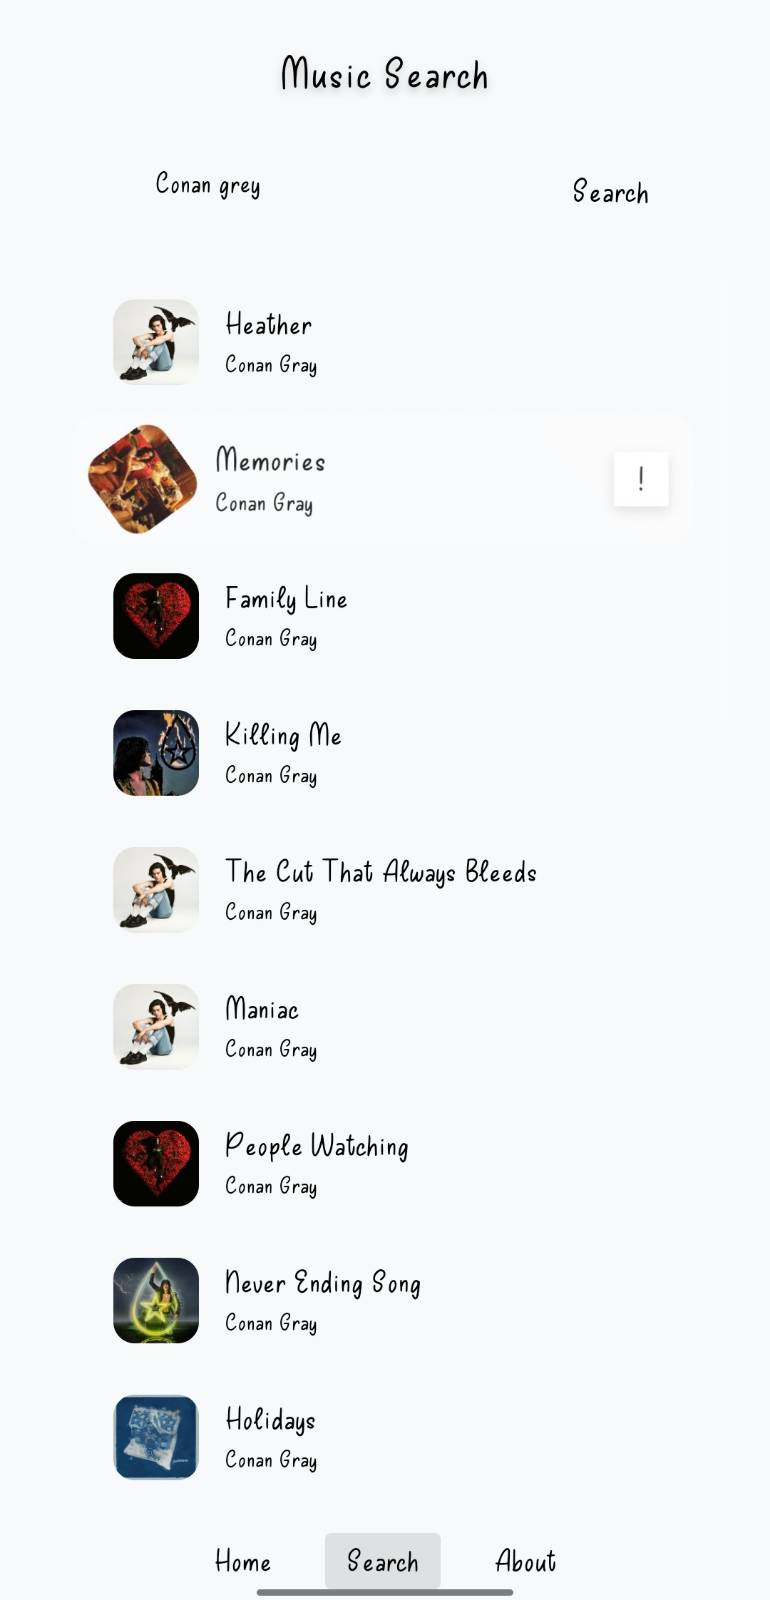 Music Search
Conan grey
Search
Heather
Conan Gray
Memories
Conan Gray
!
Family Line
Conan Gray
Killing Me
Conan Gray
The Cut That Always Bleeds
Conan Gray
Maniac
Conan Gray
People Watching
Conan Gray
Never Ending Song
Conan Gray
Holidays
Conan Gray
Home
Search
About